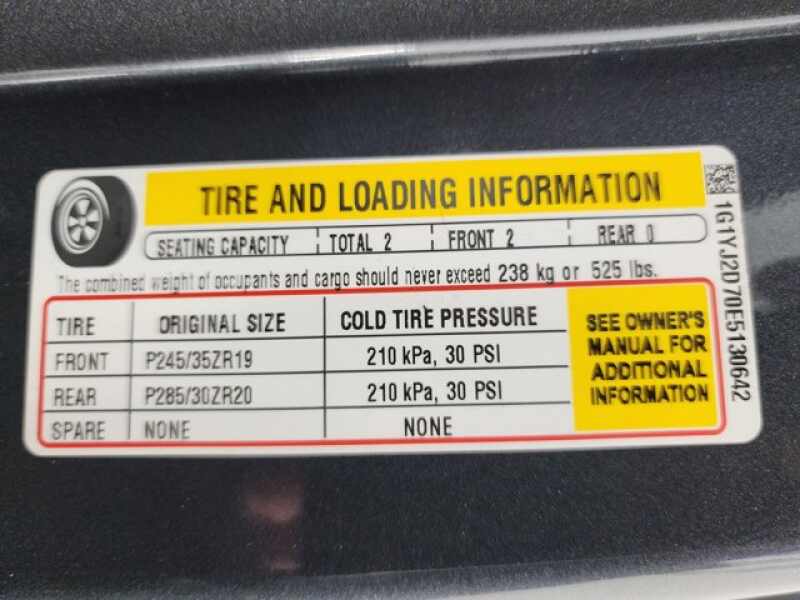 TIRE AND LOADING INFORMATION
SEATING CAPACITY TOTAL 2 FRONT 2 REAR 0
The combined weight of occupants and cargo should never exceed 238 kg or 525 lbs.
TIRE ORIGINAL SIZE COLD TIRE PRESSURE
FRONT P245/35ZR19 210 kPa, 30 PSI
REAR P285/30ZR20 210 kPa, 30 PSI
SPARE NONE NONE
SEE OWNER'S
MANUAL FOR
ADDITIONAL
INFORMATION
1G1YJ2D70E5130642